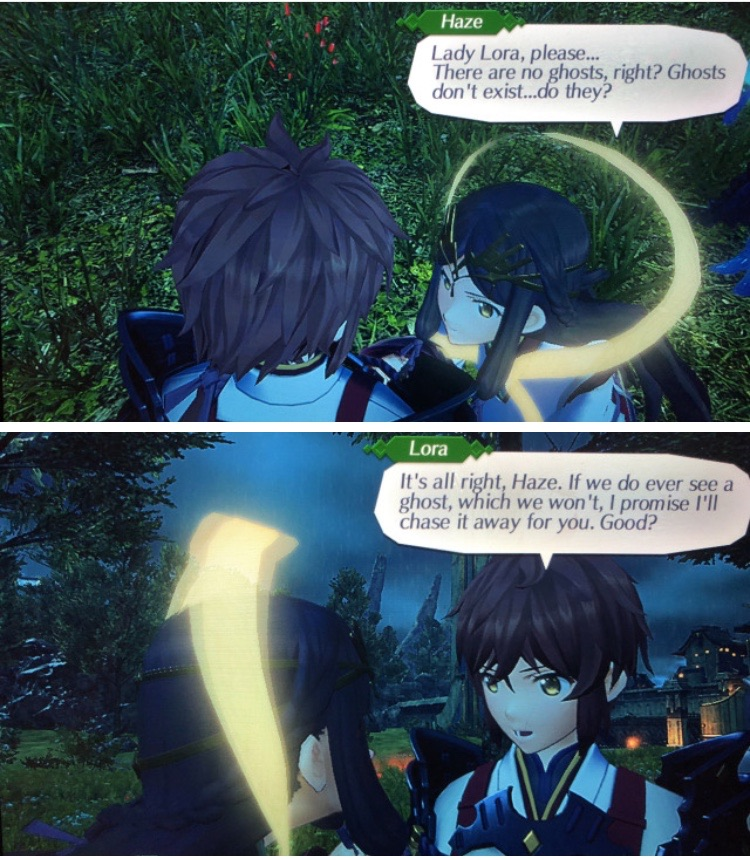 Haze
Lady Lora, please...
There are no ghosts, right? Ghosts
don't exist...do they?
Lora
It's all right, Haze. If we do ever see a
ghost, which we won't, I promise I'll
chase it away for you. Good?